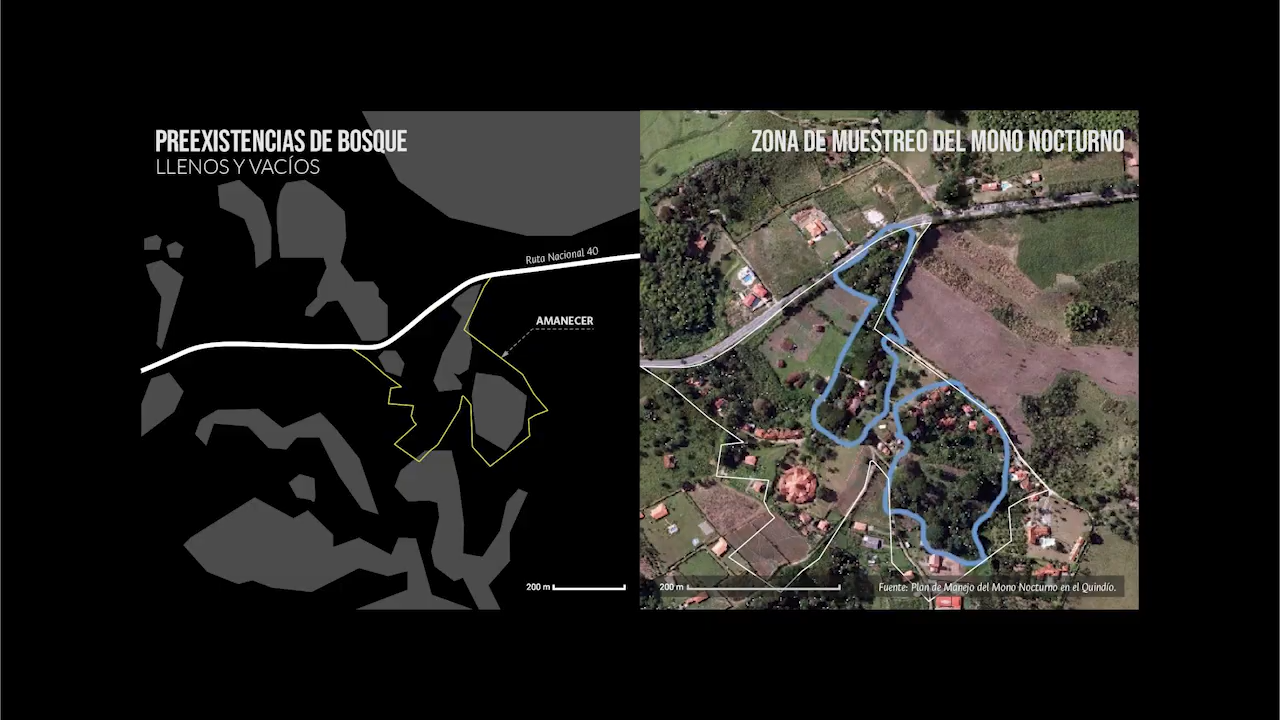 PREEXISTENCIAS DE BOSQUE
LLENOS Y VACÍOS
Ruta Nacional 40
AMANECER
200 m
ZONA DE MUESTREO DEL MONO NOCTURNO
200 m
Fuente: Plan de Manejo del Mono Nocturno en el Quindío.